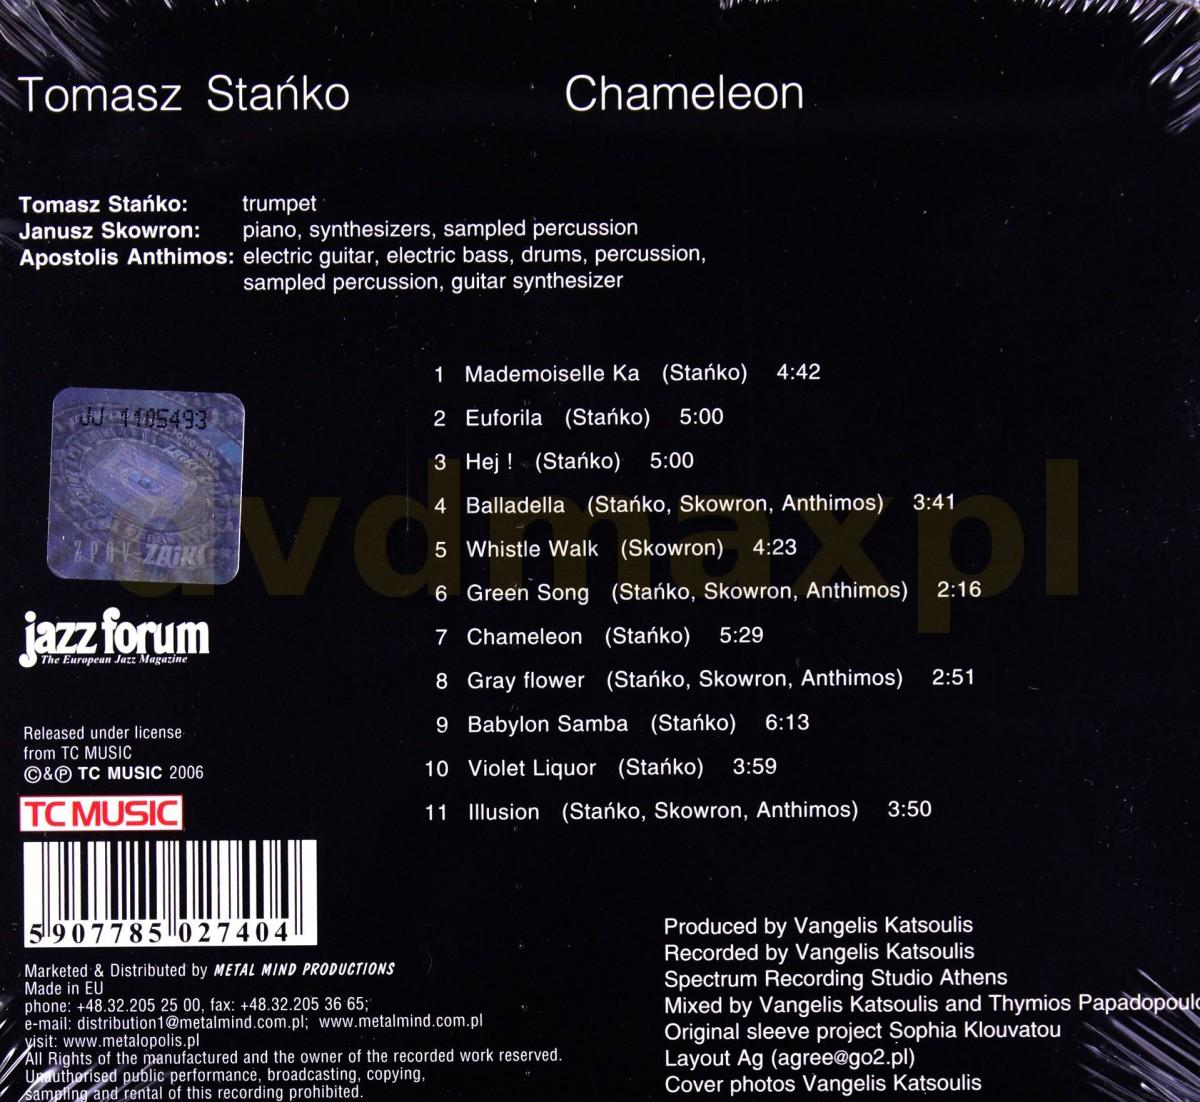 Tomasz Stańko Chameleon
Tomasz Stańko: trumpet
Janusz Skowron: piano, synthesizers, sampled percussion
Apostolis Anthimos: electric guitar, electric bass, drums, percussion,
sampled percussion, guitar synthesizer
1 Mademoiselle Ka (Stańko) 4:42
2 Euforila (Stańko) 5:00
3 Hej ! (Stańko) 5:00
4 Balladella (Stańko, Skowron, Anthimos) 3:41
5 Whistle Walk (Skowron) 4:23
6 Green Song (Stańko, Skowron, Anthimos) 2:16
7 Chameleon (Stańko) 5:29
8 Gray flower (Stańko, Skowron, Anthimos) 2:51
9 Babylon Samba (Stańko) 6:13
10 Violet Liquor (Stańko) 3:59
11 Illusion (Stańko, Skowron, Anthimos) 3:50
JJ 1105493
ZPAV ZAiKS
dvdmaxpl
jazz forum
The European Jazz Magazine
Released under license
from TC MUSIC
©&℗ TC MUSIC 2006
TC MUSIC
5 907785 027404
Marketed & Distributed by METAL MIND PRODUCTIONS
Made in EU
phone: +48.32.205 25 00, fax: +48.32.205 36 65;
e-mail: distribution1@metalmind.com.pl; www.metalmind.com.pl
visit: www.metalopolis.pl
All Rights of the manufactured and the owner of the recorded work reserved.
Unauthorised public performance, broadcasting, copying,
sampling and rental of this recording prohibited.
Produced by Vangelis Katsoulis
Recorded by Vangelis Katsoulis
Spectrum Recording Studio Athens
Mixed by Vangelis Katsoulis and Thymios Papadopoulo
Original sleeve project Sophia Klouvatou
Layout Ag (agree@go2.pl)
Cover photos Vangelis Katsoulis